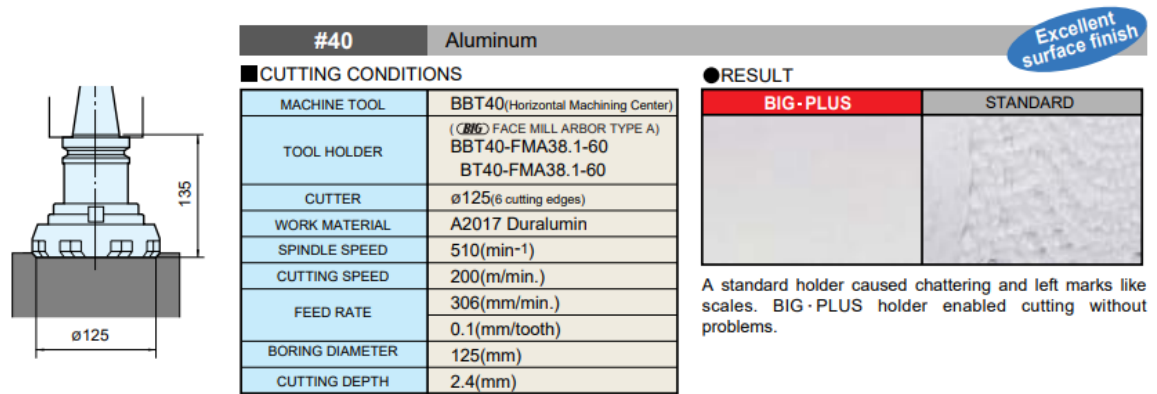 #40 Aluminum
Excellent
surface finish
■CUTTING CONDITIONS
MACHINE TOOL BBT40(Horizontal Machining Center)
TOOL HOLDER
(BIG FACE MILL ARBOR TYPE A)
BBT40-FMA38.1-60
BT40-FMA38.1-60
CUTTER ø125(6 cutting edges)
WORK MATERIAL A2017 Duralumin
SPINDLE SPEED 510(min-1)
CUTTING SPEED 200(m/min.)
FEED RATE
306(mm/min.)
0.1(mm/tooth)
BORING DIAMETER 125(mm)
CUTTING DEPTH 2.4(mm)
135
ø125
●RESULT
BIG-PLUS STANDARD
A standard holder caused chattering and left marks like
scales. BIG・PLUS holder enabled cutting without
problems.